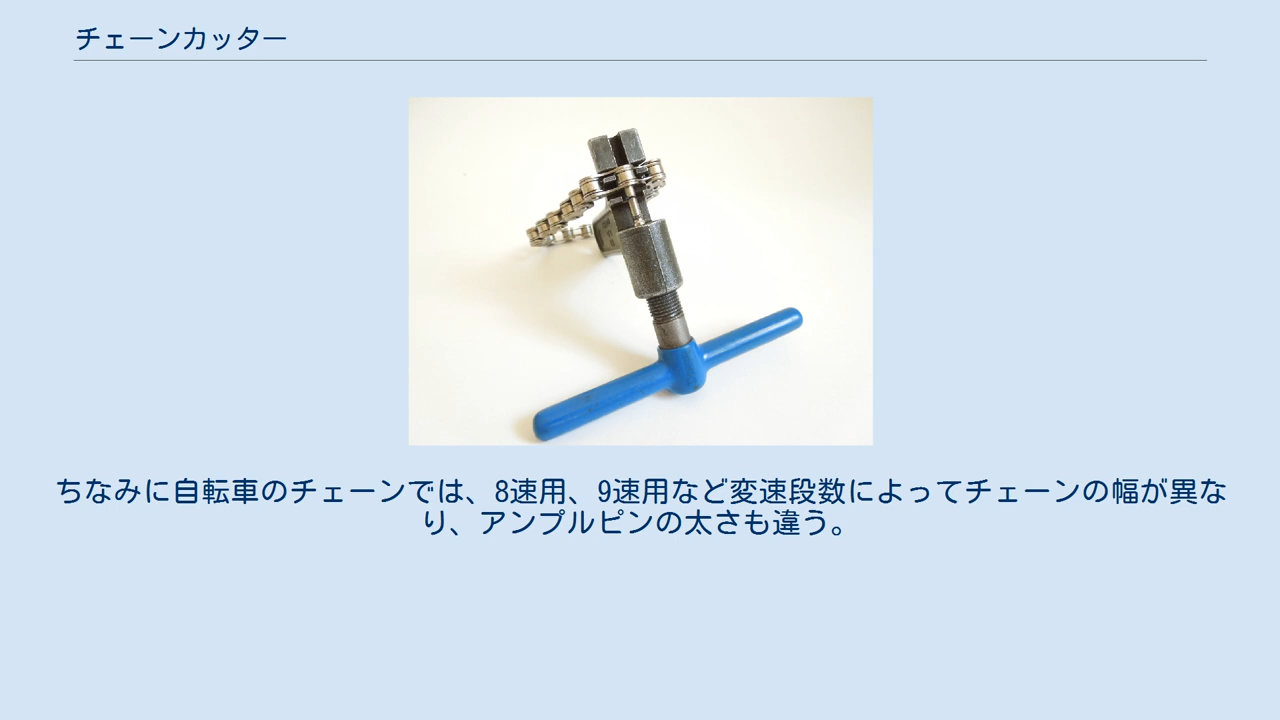 チェーンカッター
ちなみに自転車のチェーンでは、8速用、9速用など変速段数によってチェーンの幅が異な
り、アンプルピンの太さも違う。